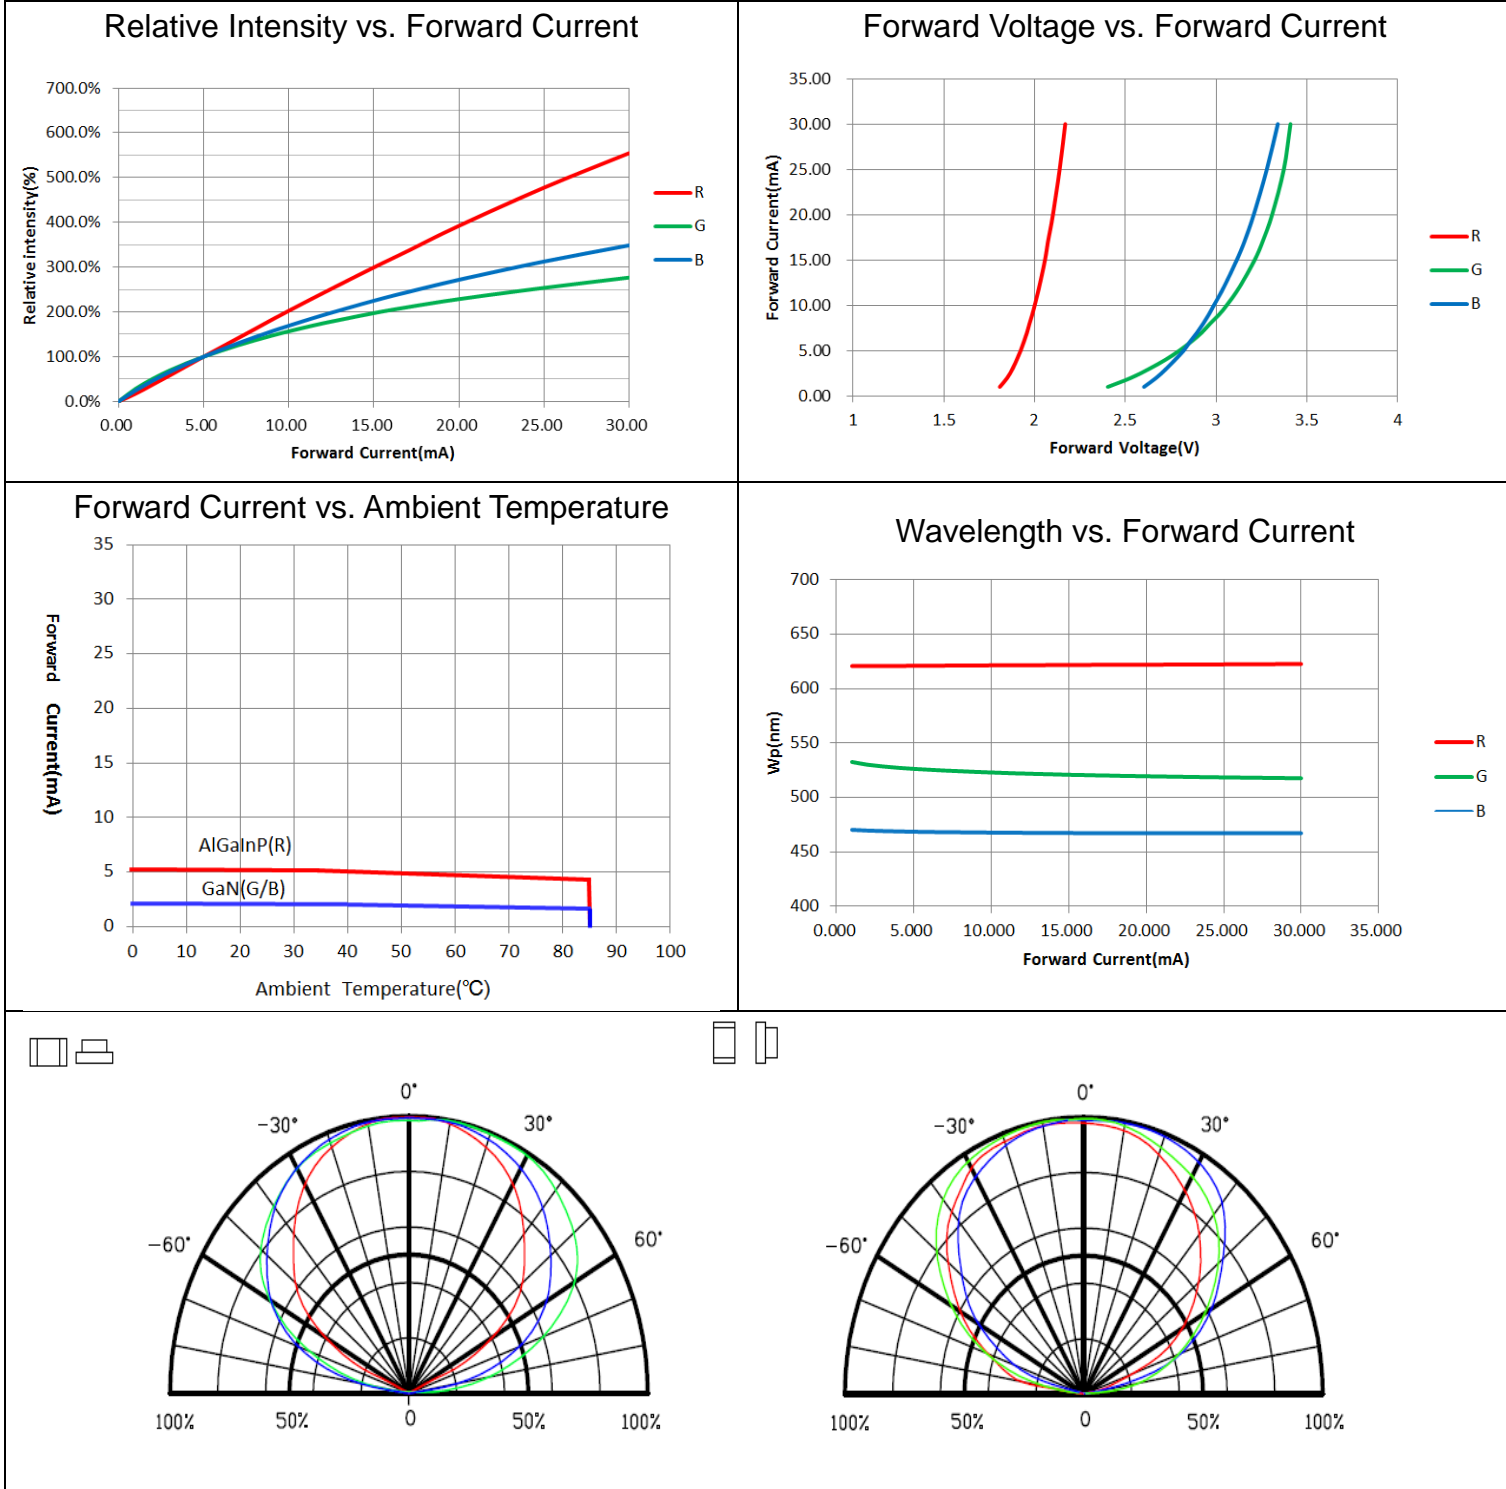 Relative Intensity vs. Forward Current
700.0%
600.0%
500.0%
400.0%
300.0%
200.0%
100.0%
0.0%
Relative intensity(%)
0.00 5.00 10.00 15.00 20.00 25.00 30.00
Forward Current(mA)
R
G
B
Forward Voltage vs. Forward Current
35.00
30.00
25.00
20.00
15.00
10.00
5.00
0.00
Forward Current(mA)
1 1.5 2 2.5 3 3.5 4
Forward Voltage(V)
R
G
B
Forward Current vs. Ambient Temperature
35
30
25
20
15
10
5
0
Forward Current(mA)
AlGaInP(R)
GaN(G/B)
0 10 20 30 40 50 60 70 80 90 100
Ambient Temperature(℃)
Wavelength vs. Forward Current
700
650
600
550
500
450
400
Wp(nm)
0.000 5.000 10.000 15.000 20.000 25.000 30.000 35.000
Forward Current(mA)
R
G
B
0°
-30° 30°
-60° 60°
100% 50% 0 50% 100%
0°
-30° 30°
-60° 60°
100% 50% 0 50% 100%